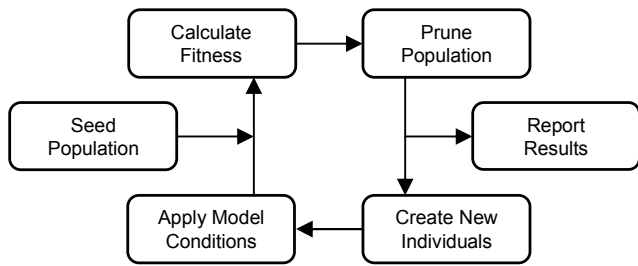 Calculate
Fitness
Prune
Population
Seed
Population
Report
Results
Apply Model
Conditions
Create New
Individuals